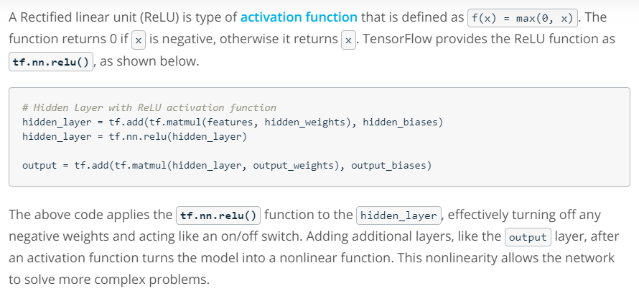 A Rectified linear unit (ReLU) is type of activation function that is defined as f(x) = max(0, x). The
function returns 0 if x is negative, otherwise it returns x. TensorFlow provides the ReLU function as
tf.nn.relu(), as shown below.
# Hidden Layer with ReLU activation function
hidden_layer = tf.add(tf.matmul(features, hidden_weights), hidden_biases)
hidden_layer = tf.nn.relu(hidden_layer)
output = tf.add(tf.matmul(hidden_layer, output_weights), output_biases)
The above code applies the tf.nn.relu() function to the hidden_layer, effectively turning off any
negative weights and acting like an on/off switch. Adding additional layers, like the output layer, after
an activation function turns the model into a nonlinear function. This nonlinearity allows the network
to solve more complex problems.